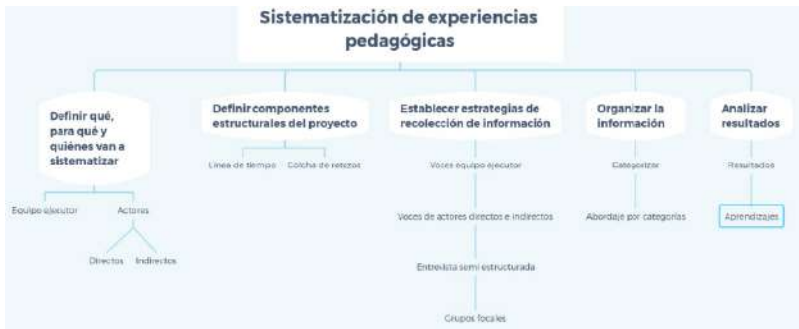 Sistematización de experiencias
pedagógicas
Definir qué,
para qué y
quiénes van a
sistematizar
Definir componentes
estructurales del proyecto
Establecer estrategias de
recolección de información
Organizar la
información
Analizar
resultados
Línea de tiempo
Colcha de retezos
Voces equipo ejecutor
Categorizar
Resultados
Equipo ejecutor
Actores
Voces de actores directos e indirectos
Abordaje por categorías
Aprendizajes
Directos
Indirectos
Entrevista semi estructurada
Grupos focales